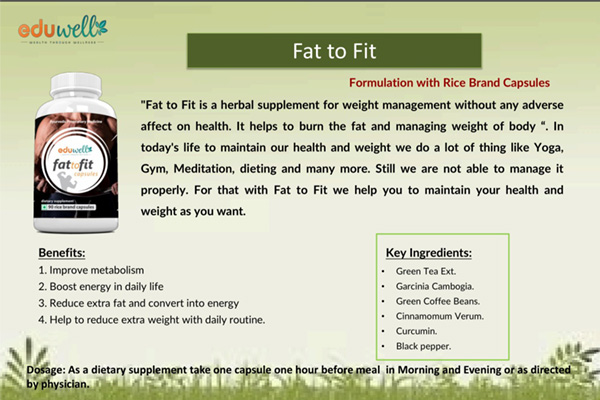 eduwell
WEALTH THROUGH WELLNESS
Fat to Fit
Formulation with Rice Brand Capsules
"Fat to Fit is a herbal supplement for weight management without any adverse
affect on health. It helps to burn the fat and managing weight of body “. In
today's life to maintain our health and weight we do a lot of thing like Yoga,
Gym, Meditation, dieting and many more. Still we are not able to manage it
properly. For that with Fat to Fit we help you to maintain your health and
weight as you want.
eduwell
fattofit
capsules
dietary supplement
90 rice brand capsules
Benefits:
1. Improve metabolism
2. Boost energy in daily life
3. Reduce extra fat and convert into energy
4. Help to reduce extra weight with daily routine.
Key Ingredients:
• Green Tea Ext.
• Garcinia Cambogia.
• Green Coffee Beans.
• Cinnamomum Verum.
• Curcumin.
• Black pepper.
Dosage: As a dietary supplement take one capsule one hour before meal in Morning and Evening or as directed
by physician.